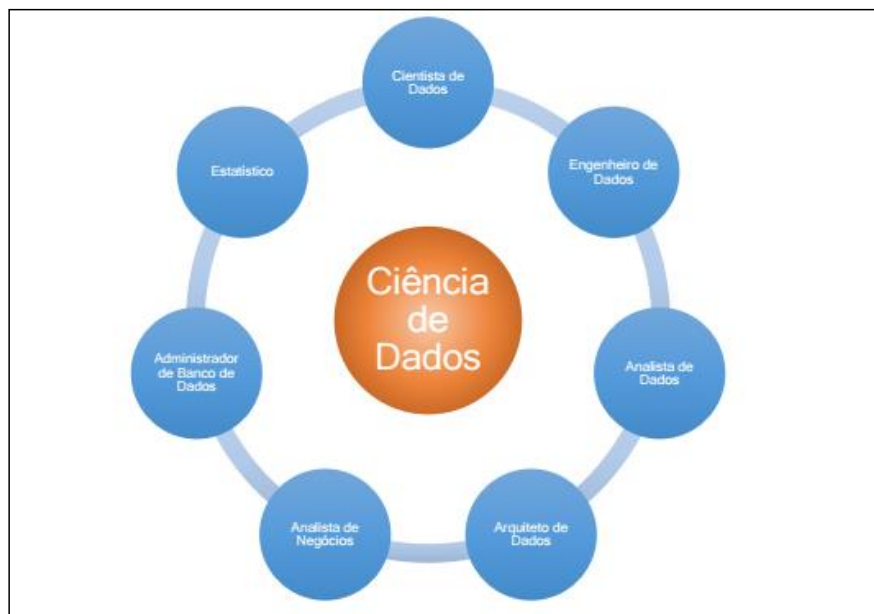 Cientista de
Dados
Engenheiro de
Dados
Analista de
Dados
Arquiteto de
Dados
Analista de
Negócios
Administrador
de Banco de
Dados
Estatístico
Ciência
de
Dados